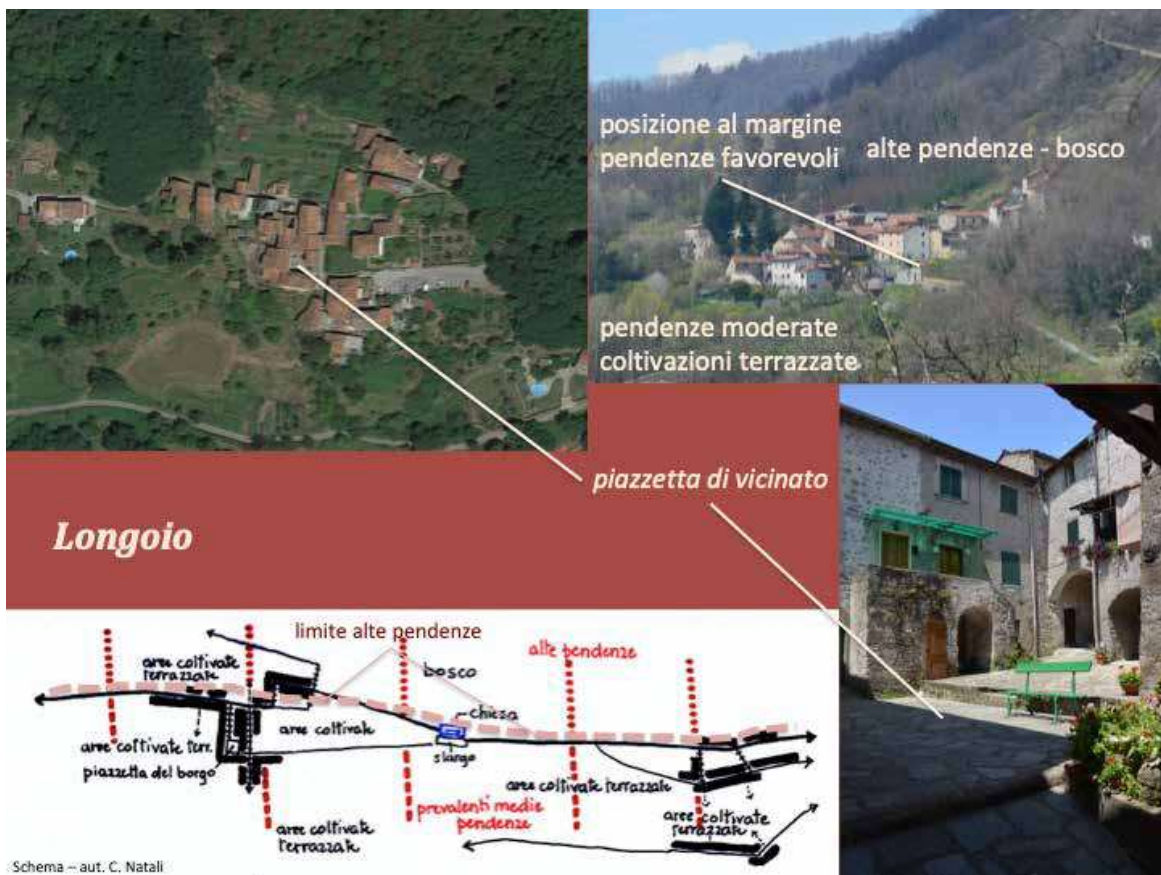 posizione al margine
pendenze favorevoli
alte pendenze - bosco
pendenze moderate
coltivazioni terrazzate
piazzetta di vicinato
Longoio
limite alte pendenze
aree coltivate
terrazzate
bosco
alte pendenze
chiesa
aree coltivate
aree coltivate terr.
piazzetta del borgo
slargo
aree coltivate terrazzate
prevalenti medie
pendenze
aree coltivate
terrazzate
aree coltivate
terrazzate
Schema – aut. C. Natali